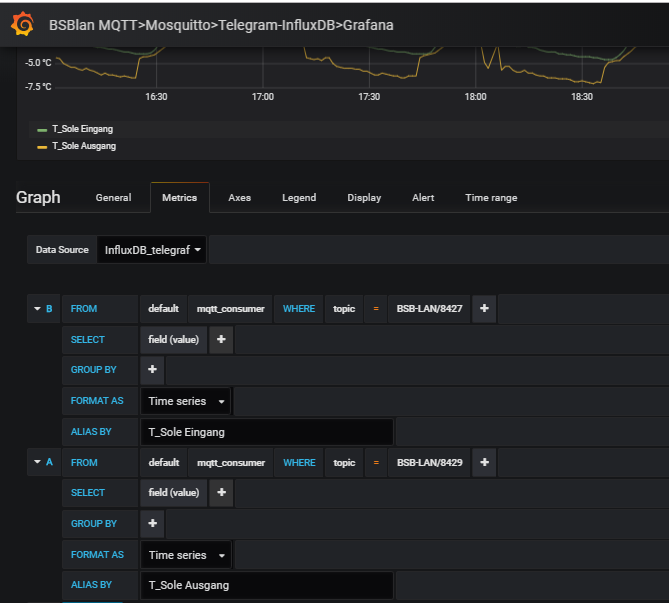 BSBlan MQTT>Mosquitto>Telegram-InfluxDB>Grafana
-5.0 °C
-7.5 °C
16:30 17:00 17:30 18:00 18:30
T_Sole Eingang
T_Sole Ausgang
Graph General Metrics Axes Legend Display Alert Time range
Data Source InfluxDB_telegraf
B FROM default mqtt_consumer WHERE topic = BSB-LAN/8427 +
SELECT field (value) +
GROUP BY +
FORMAT AS Time series
ALIAS BY T_Sole Eingang
A FROM default mqtt_consumer WHERE topic = BSB-LAN/8429 +
SELECT field (value) +
GROUP BY +
FORMAT AS Time series
ALIAS BY T_Sole Ausgang